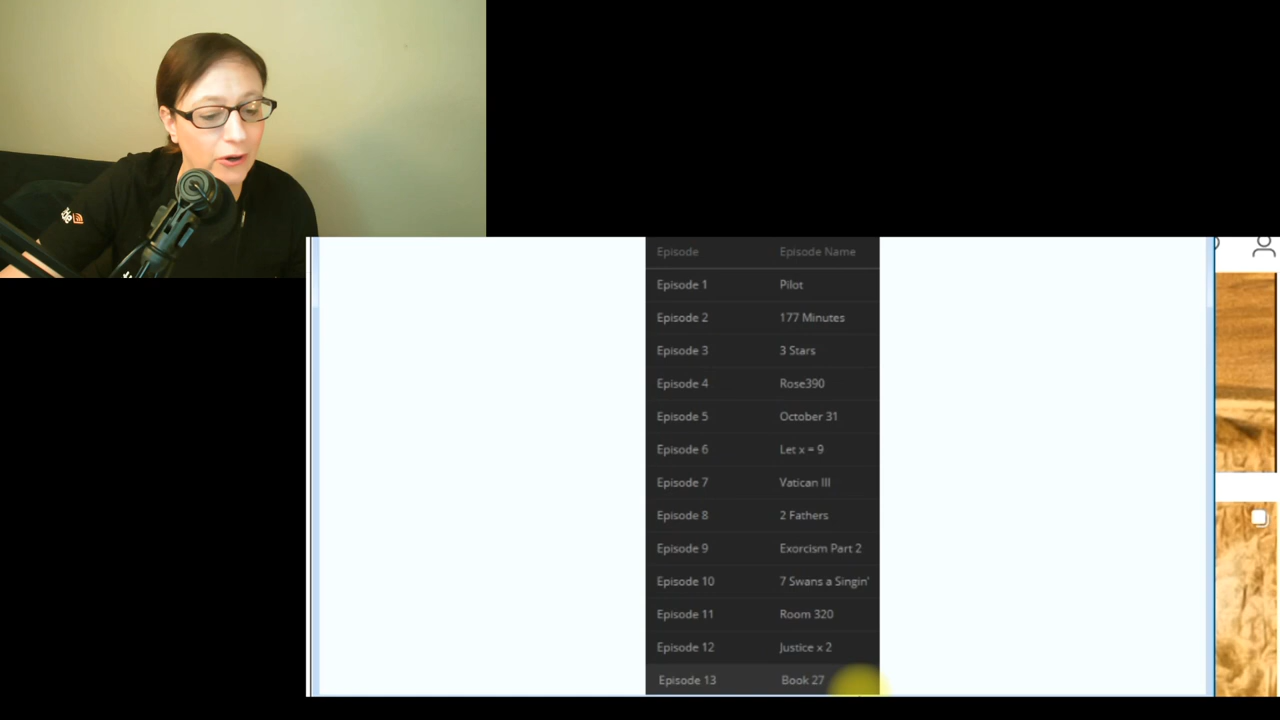 Episode Episode Name
Episode 1 Pilot
Episode 2 177 Minutes
Episode 3 3 Stars
Episode 4 Rose390
Episode 5 October 31
Episode 6 Let x = 9
Episode 7 Vatican III
Episode 8 2 Fathers
Episode 9 Exorcism Part 2
Episode 10 7 Swans a Singin'
Episode 11 Room 320
Episode 12 Justice x 2
Episode 13 Book 27